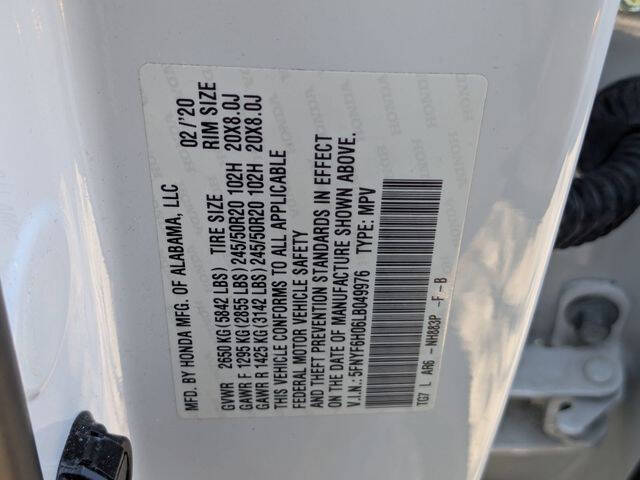 MFD. BY HONDA MFG. OF ALABAMA, LLC 02/'20
GVWR 2650 KG (5842 LBS) TIRE SIZE RIM SIZE
GAWR F 1295 KG (2855 LBS) 245/50R20 102H 20X8.0J
GAWR R 1425 KG (3142 LBS) 245/50R20 102H 20X8.0J
THIS VEHICLE CONFORMS TO ALL APPLICABLE
FEDERAL MOTOR VEHICLE SAFETY
AND THEFT PREVENTION STANDARDS IN EFFECT
ON THE DATE OF MANUFACTURE SHOWN ABOVE.
V.I.N.: 5FNYF6H06LB049976 TYPE: MPV
TG7 L AR6 -NH883P -F-B